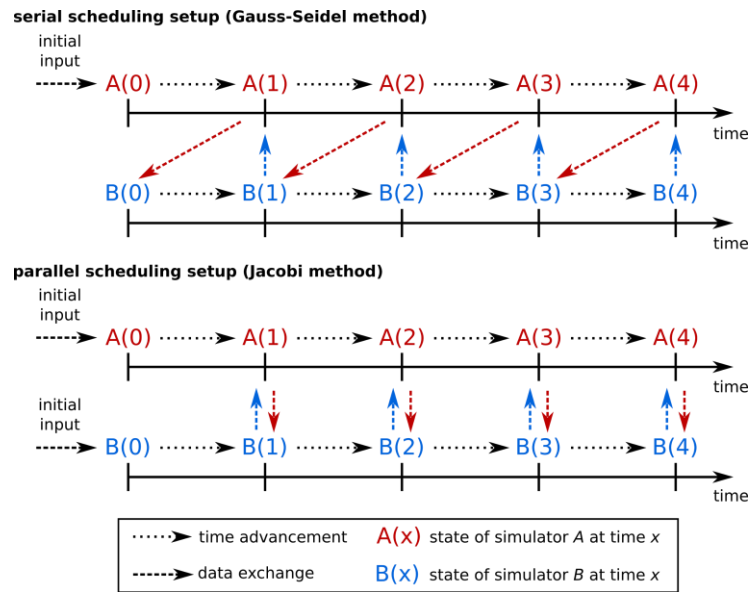 serial scheduling setup (Gauss-Seidel method)
initial
input
A(0) A(1) A(2) A(3) A(4)
time
B(0) B(1) B(2) B(3) B(4)
time
parallel scheduling setup (Jacobi method)
initial
input
A(0) A(1) A(2) A(3) A(4)
time
initial
input
B(0) B(1) B(2) B(3) B(4)
time
time advancement A(x) state of simulator A at time x
data exchange B(x) state of simulator B at time x